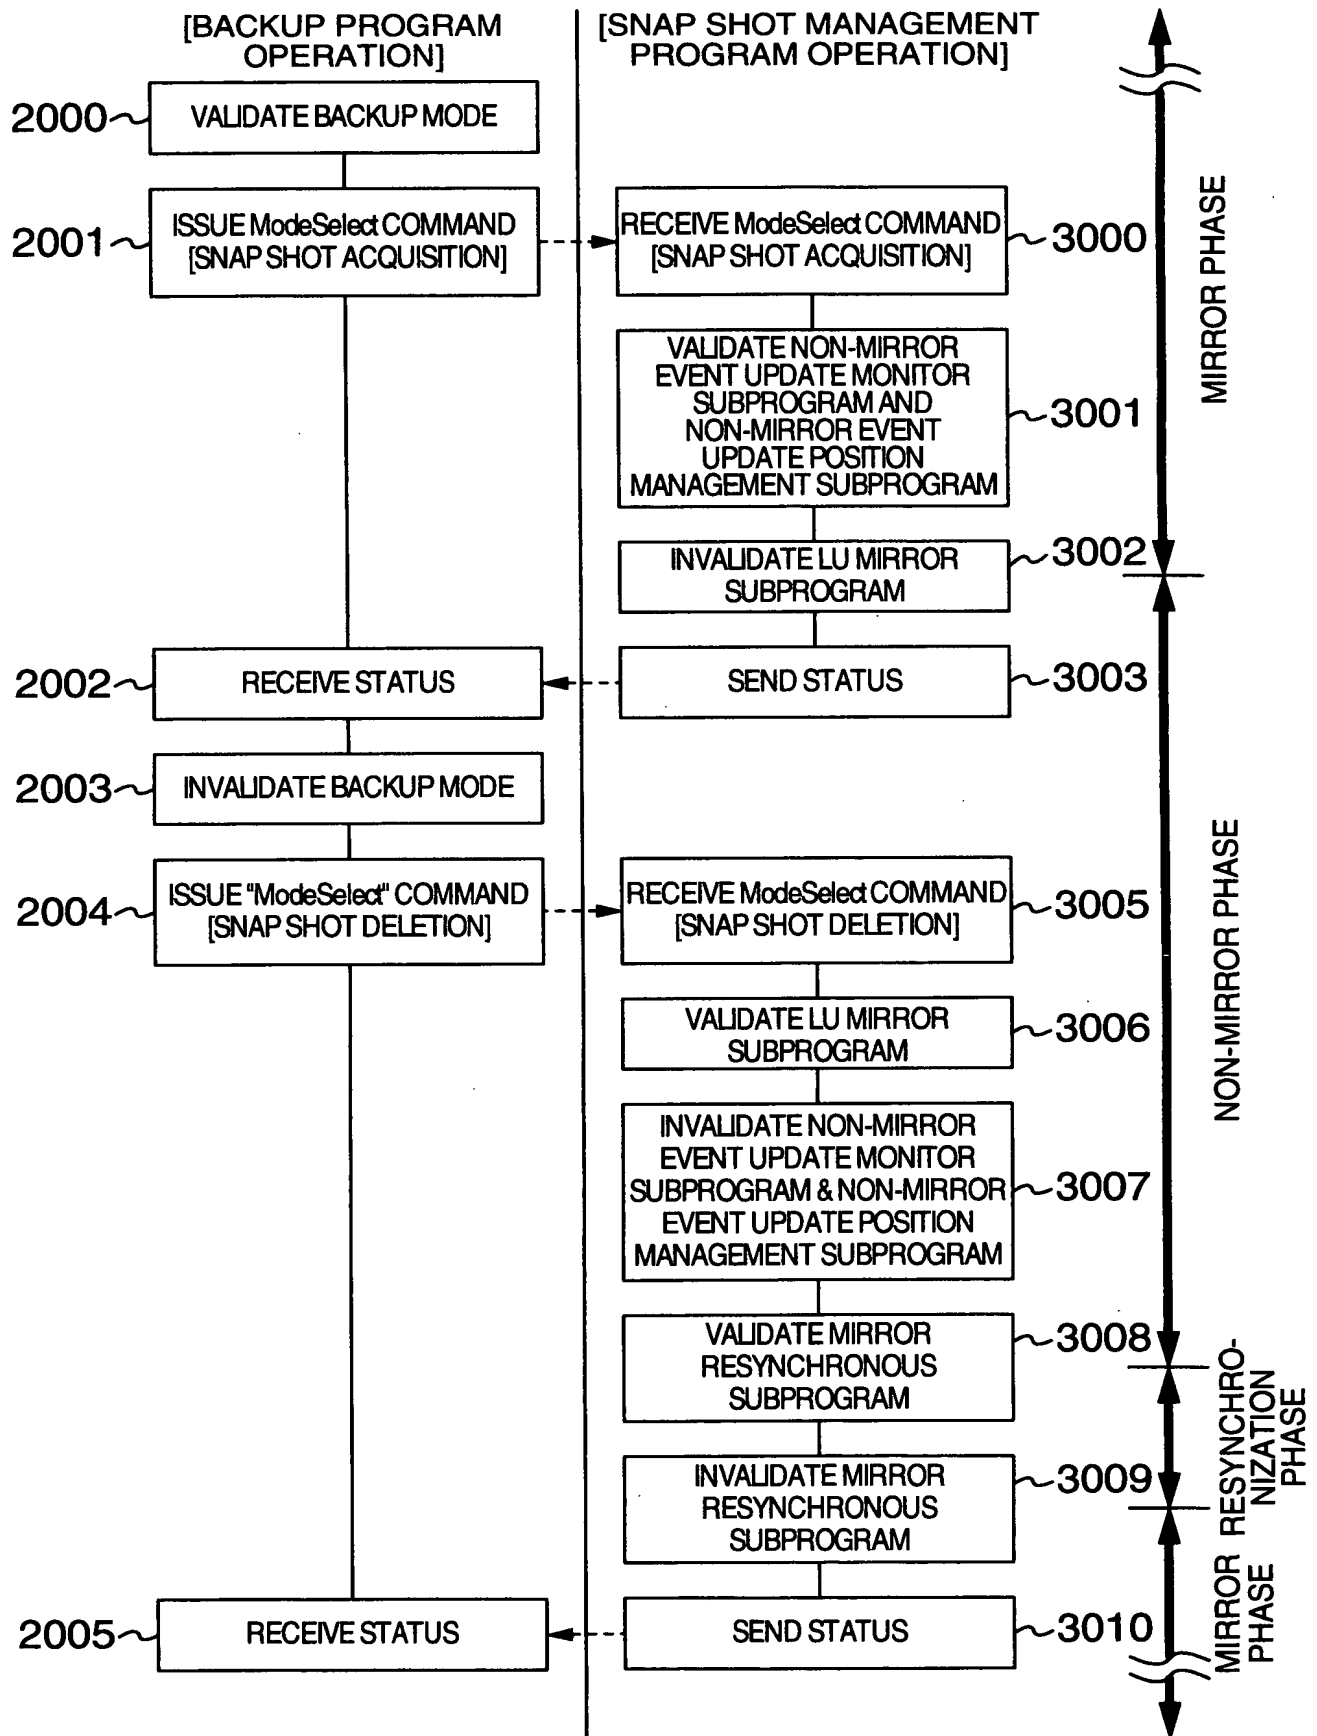 [BACKUP PROGRAM
OPERATION]
[SNAP SHOT MANAGEMENT
PROGRAM OPERATION]
2000
VALIDATE BACKUP MODE
2001
ISSUE ModeSelect COMMAND
[SNAP SHOT ACQUISITION]
RECEIVE ModeSelect COMMAND
[SNAP SHOT ACQUISITION]
3000
VALIDATE NON-MIRROR
EVENT UPDATE MONITOR
SUBPROGRAM AND
NON-MIRROR EVENT
UPDATE POSITION
MANAGEMENT SUBPROGRAM
3001
INVALIDATE LU MIRROR
SUBPROGRAM
3002
2002
RECEIVE STATUS
SEND STATUS
3003
2003
INVALIDATE BACKUP MODE
2004
ISSUE "ModeSelect" COMMAND
[SNAP SHOT DELETION]
RECEIVE ModeSelect COMMAND
[SNAP SHOT DELETION]
3005
VALIDATE LU MIRROR
SUBPROGRAM
3006
INVALIDATE NON-MIRROR
EVENT UPDATE MONITOR
SUBPROGRAM & NON-MIRROR
EVENT UPDATE POSITION
MANAGEMENT SUBPROGRAM
3007
VALIDATE MIRROR
RESYNCHRONOUS
SUBPROGRAM
3008
INVALIDATE MIRROR
RESYNCHRONOUS
SUBPROGRAM
3009
2005
RECEIVE STATUS
SEND STATUS
3010
MIRROR PHASE
NON-MIRROR PHASE
RESYNCHRO-
NIZATION
PHASE
MIRROR
PHASE